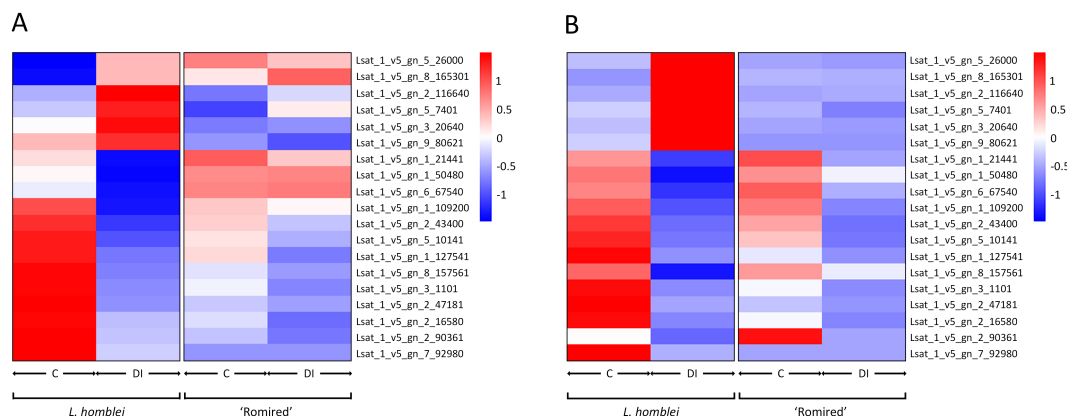 A
B
Lsat_1_v5_gn_5_26000
Lsat_1_v5_gn_8_165301
Lsat_1_v5_gn_2_116640
Lsat_1_v5_gn_5_7401
Lsat_1_v5_gn_3_20640
Lsat_1_v5_gn_9_80621
Lsat_1_v5_gn_1_21441
Lsat_1_v5_gn_1_50480
Lsat_1_v5_gn_6_67540
Lsat_1_v5_gn_1_109200
Lsat_1_v5_gn_2_43400
Lsat_1_v5_gn_5_10141
Lsat_1_v5_gn_1_127541
Lsat_1_v5_gn_8_157561
Lsat_1_v5_gn_3_1101
Lsat_1_v5_gn_2_47181
Lsat_1_v5_gn_2_16580
Lsat_1_v5_gn_2_90361
Lsat_1_v5_gn_7_92980
1
0.5
0
-0.5
-1
C DI C DI
L. homblei 'Romired'
Lsat_1_v5_gn_5_26000
Lsat_1_v5_gn_8_165301
Lsat_1_v5_gn_2_116640
Lsat_1_v5_gn_5_7401
Lsat_1_v5_gn_3_20640
Lsat_1_v5_gn_9_80621
Lsat_1_v5_gn_1_21441
Lsat_1_v5_gn_1_50480
Lsat_1_v5_gn_6_67540
Lsat_1_v5_gn_1_109200
Lsat_1_v5_gn_2_43400
Lsat_1_v5_gn_5_10141
Lsat_1_v5_gn_1_127541
Lsat_1_v5_gn_8_157561
Lsat_1_v5_gn_3_1101
Lsat_1_v5_gn_2_47181
Lsat_1_v5_gn_2_16580
Lsat_1_v5_gn_2_90361
Lsat_1_v5_gn_7_92980
1
0.5
0
-0.5
-1
C DI C DI
L. homblei 'Romired'